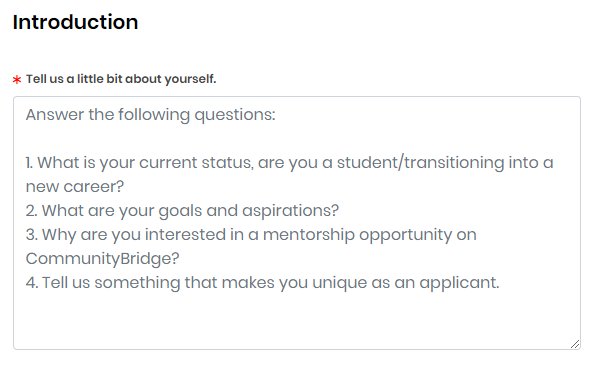 Introduction
* Tell us a little bit about yourself.
Answer the following questions:
1. What is your current status, are you a student/transitioning into a
new career?
2. What are your goals and aspirations?
3. Why are you interested in a mentorship opportunity on
CommunityBridge?
4. Tell us something that makes you unique as an applicant.